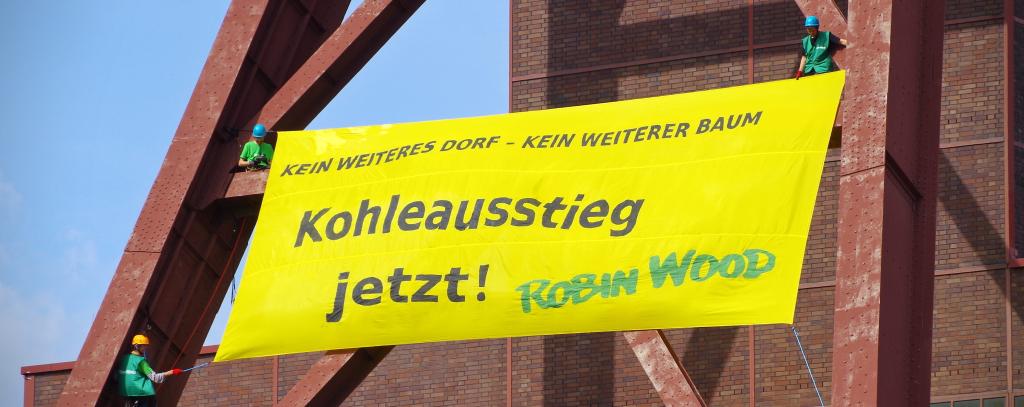 KEIN WEITERES DORF – KEIN WEITERER BAUM
Kohleausstieg
jetzt!
ROBIN WOOD